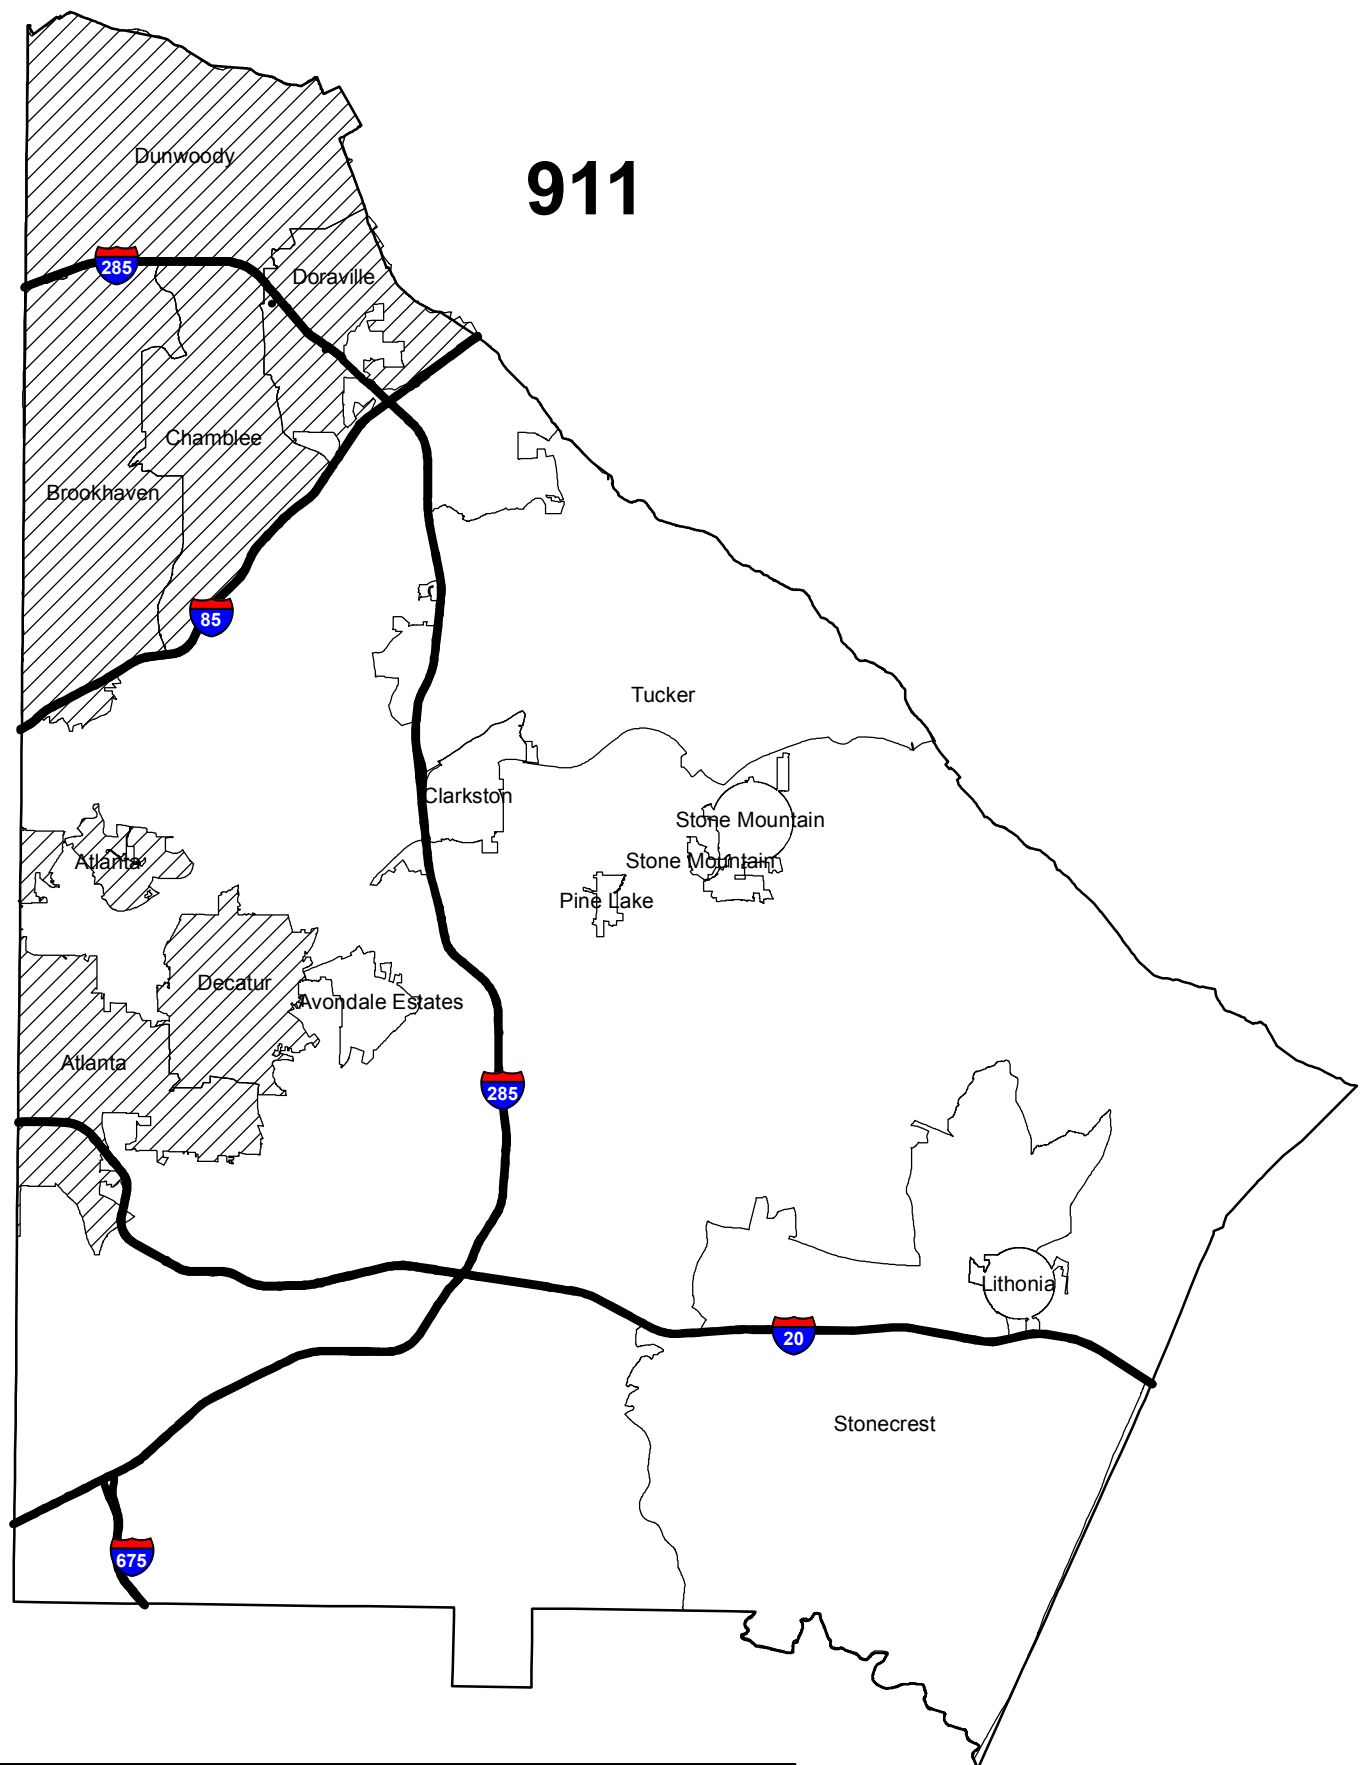 Dunwoody
911
285
Doraville
Chamblee
Brookhaven
85
Tucker
Clarkston
Stone Mountain
Atlanta
Stone Mountain
Pine Lake
Decatur
Avondale Estates
Atlanta
285
Lithonia
20
Stonecrest
675